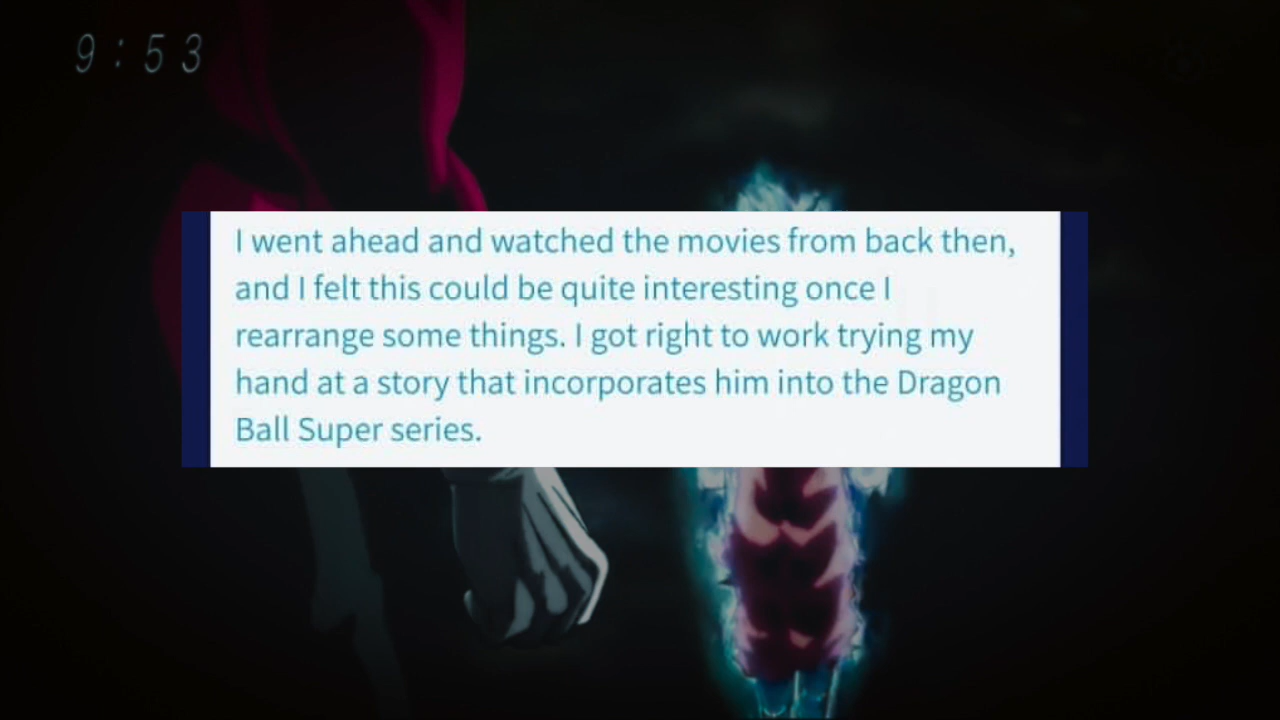 9:53
I went ahead and watched the movies from back then,
and I felt this could be quite interesting once I
rearrange some things. I got right to work trying my
hand at a story that incorporates him into the Dragon
Ball Super series.